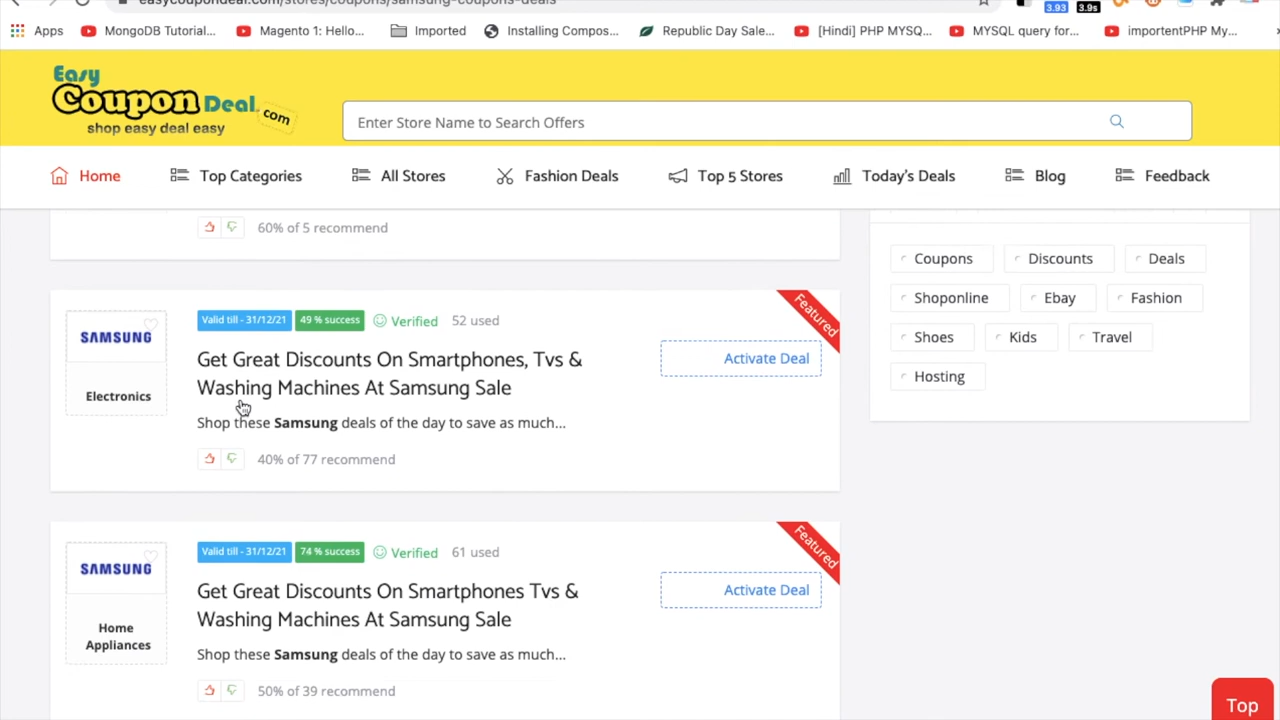 easycoupondeal.com/stores/coupons/samsung-coupons-deals
3.93 3.9s
Apps MongoDB Tutorial... Magento 1: Hello... Imported Installing Compos... Republic Day Sale... [Hindi] PHP MYSQ... MYSQL query for... importentPHP My...
Easy
Coupon Deal.com
shop easy deal easy
Enter Store Name to Search Offers
Home Top Categories All Stores Fashion Deals Top 5 Stores Today's Deals Blog Feedback
60% of 5 recommend
Coupons Discounts Deals
Shoponline Ebay Fashion
Shoes Kids Travel
Hosting
SAMSUNG
Electronics
Valid till - 31/12/21 49 % success Verified 52 used
Featured
Get Great Discounts On Smartphones, Tvs &
Washing Machines At Samsung Sale
Activate Deal
Shop these Samsung deals of the day to save as much...
40% of 77 recommend
SAMSUNG
Home
Appliances
Valid till - 31/12/21 74 % success Verified 61 used
Featured
Get Great Discounts On Smartphones Tvs &
Washing Machines At Samsung Sale
Activate Deal
Shop these Samsung deals of the day to save as much...
50% of 39 recommend
Top